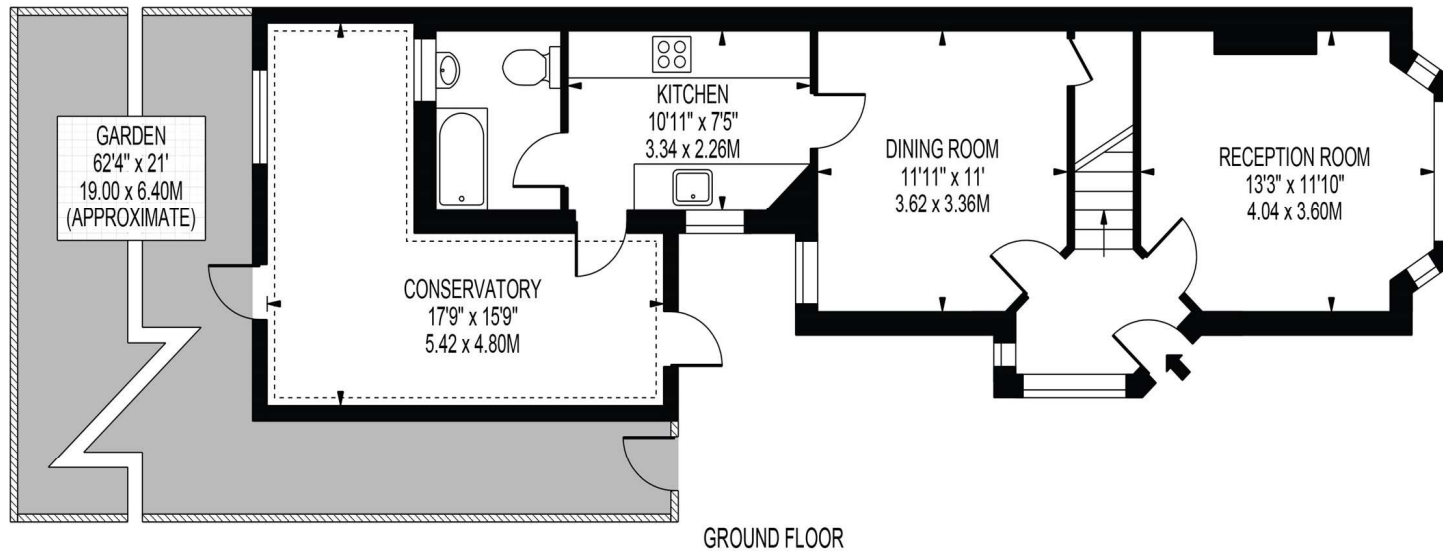 GARDEN
62'4" x 21'
19.00 x 6.40M
(APPROXIMATE)
CONSERVATORY
17'9" x 15'9"
5.42 x 4.80M
KITCHEN
10'11" x 7'5"
3.34 x 2.26M
DINING ROOM
11'11" x 11'
3.62 x 3.36M
RECEPTION ROOM
13'3" x 11'10"
4.04 x 3.60M
GROUND FLOOR